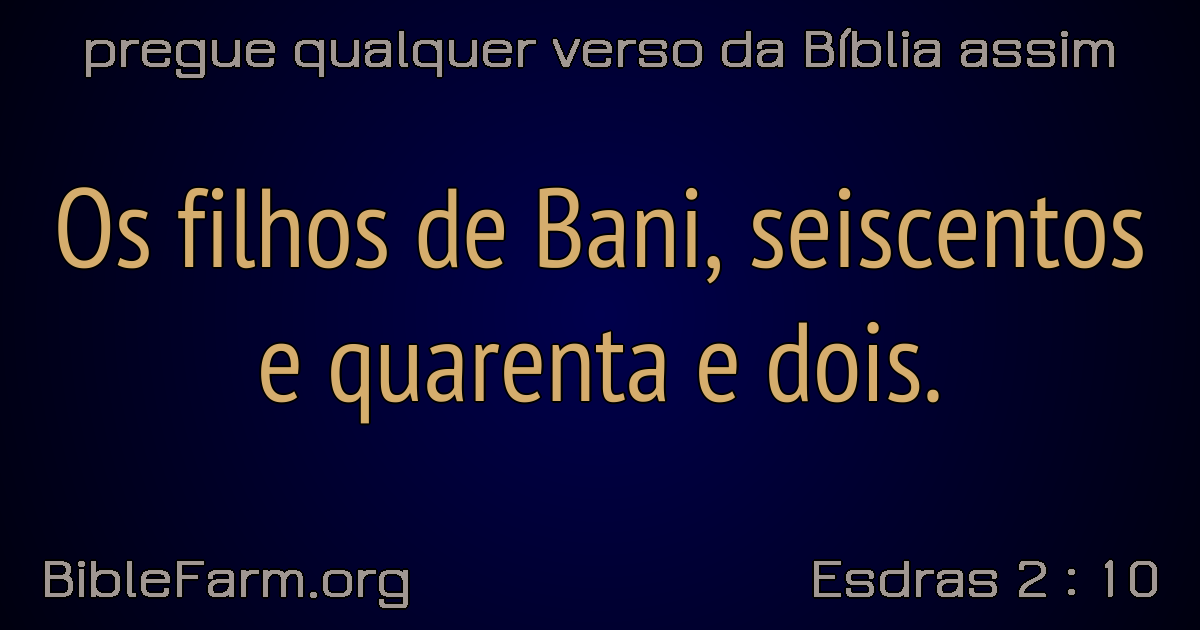 pregue qualquer verso da Bíblia assim
Os filhos de Bani, seiscentos
e quarenta e dois.
BibleFarm.org
Esdras 2 : 10